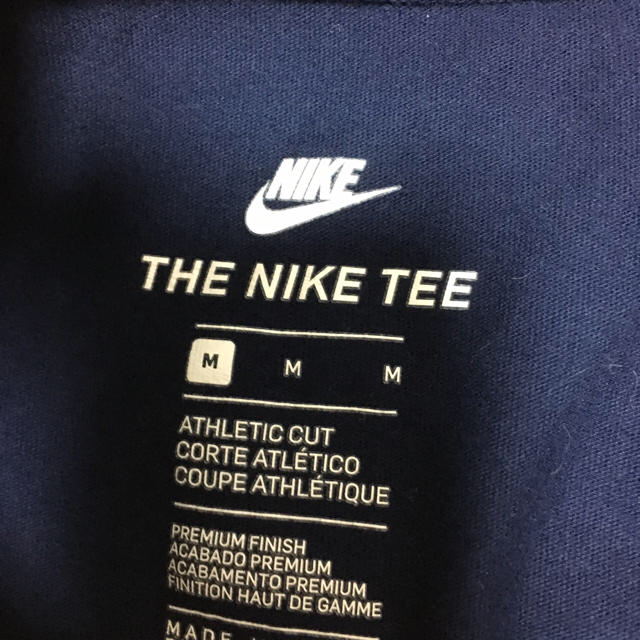 NIKE
THE NIKE TEE
M M M
ATHLETIC CUT
CORTE ATLÉTICO
COUPE ATHLÉTIQUE
PREMIUM FINISH
ACABADO PREMIUM
ACABAMENTO PREMIUM
FINITION HAUT DE GAMME
MADE